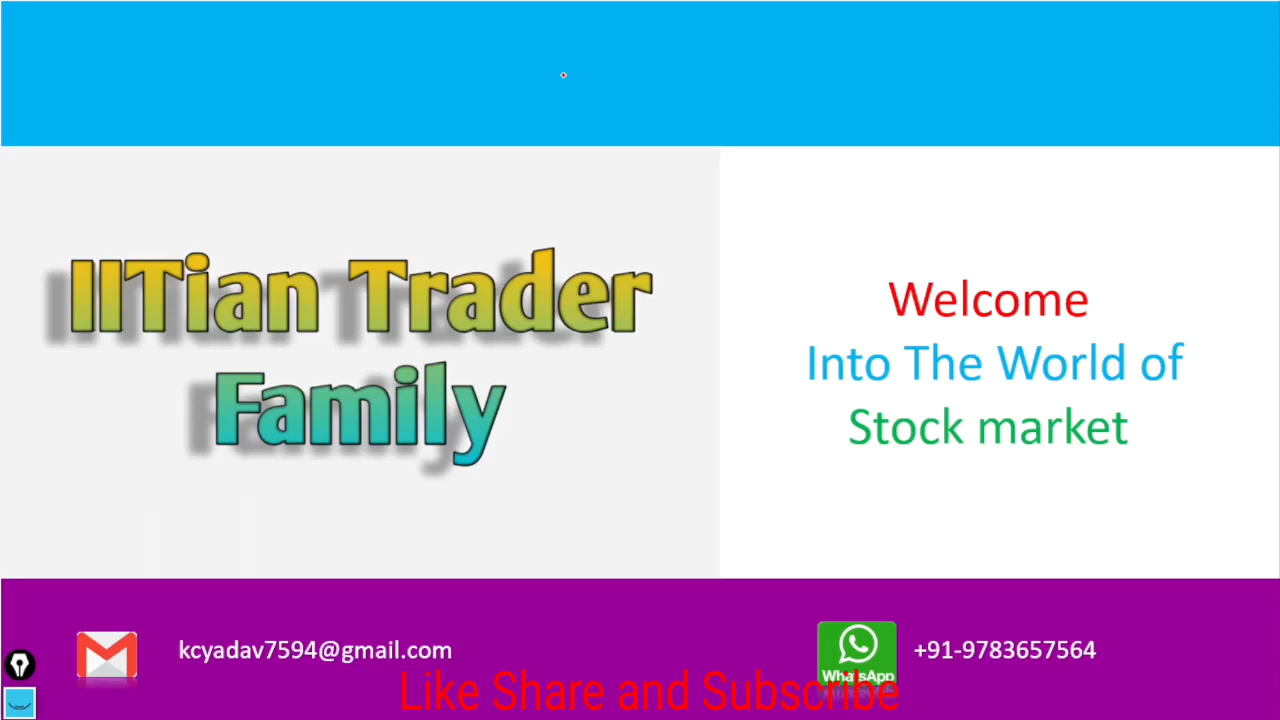 IITian Trader
Family
Welcome
Into The World of
Stock market
kcyadav7594@gmail.com
WhatsApp
+91-9783657564
Like Share and Subscribe